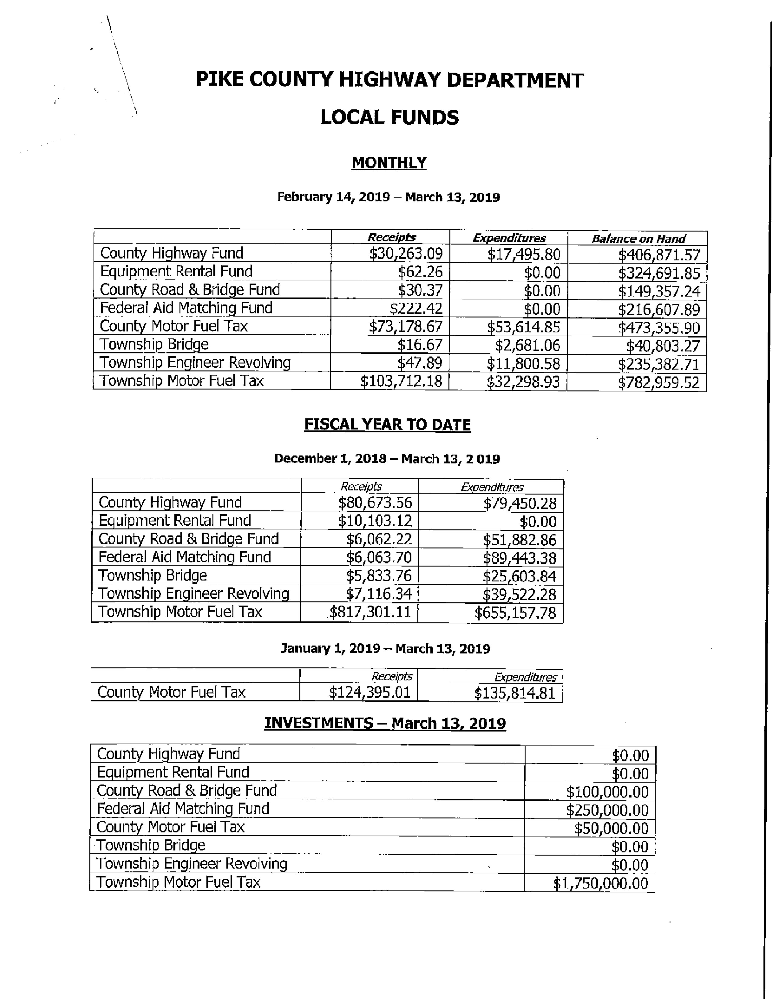 PIKE COUNTY HIGHWAY DEPARTMENT
LOCAL FUNDS
MONTHLY
February 14, 2019 – March 13, 2019
Receipts Expenditures Balance on Hand
County Highway Fund $30,263.09 $17,495.80 $406,871.57
Equipment Rental Fund $62.26 $0.00 $324,691.85
County Road & Bridge Fund $30.37 $0.00 $149,357.24
Federal Aid Matching Fund $222.42 $0.00 $216,607.89
County Motor Fuel Tax $73,178.67 $53,614.85 $473,355.90
Township Bridge $16.67 $2,681.06 $40,803.27
Township Engineer Revolving $47.89 $11,800.58 $235,382.71
Township Motor Fuel Tax $103,712.18 $32,298.93 $782,959.52
FISCAL YEAR TO DATE
December 1, 2018 – March 13, 2 019
Receipts Expenditures
County Highway Fund $80,673.56 $79,450.28
Equipment Rental Fund $10,103.12 $0.00
County Road & Bridge Fund $6,062.22 $51,882.86
Federal Aid Matching Fund $6,063.70 $89,443.38
Township Bridge $5,833.76 $25,603.84
Township Engineer Revolving $7,116.34 $39,522.28
Township Motor Fuel Tax $817,301.11 $655,157.78
January 1, 2019 – March 13, 2019
Receipts Expenditures
County Motor Fuel Tax $124,395.01 $135,814.81
INVESTMENTS – March 13, 2019
County Highway Fund $0.00
Equipment Rental Fund $0.00
County Road & Bridge Fund $100,000.00
Federal Aid Matching Fund $250,000.00
County Motor Fuel Tax $50,000.00
Township Bridge $0.00
Township Engineer Revolving $0.00
Township Motor Fuel Tax $1,750,000.00